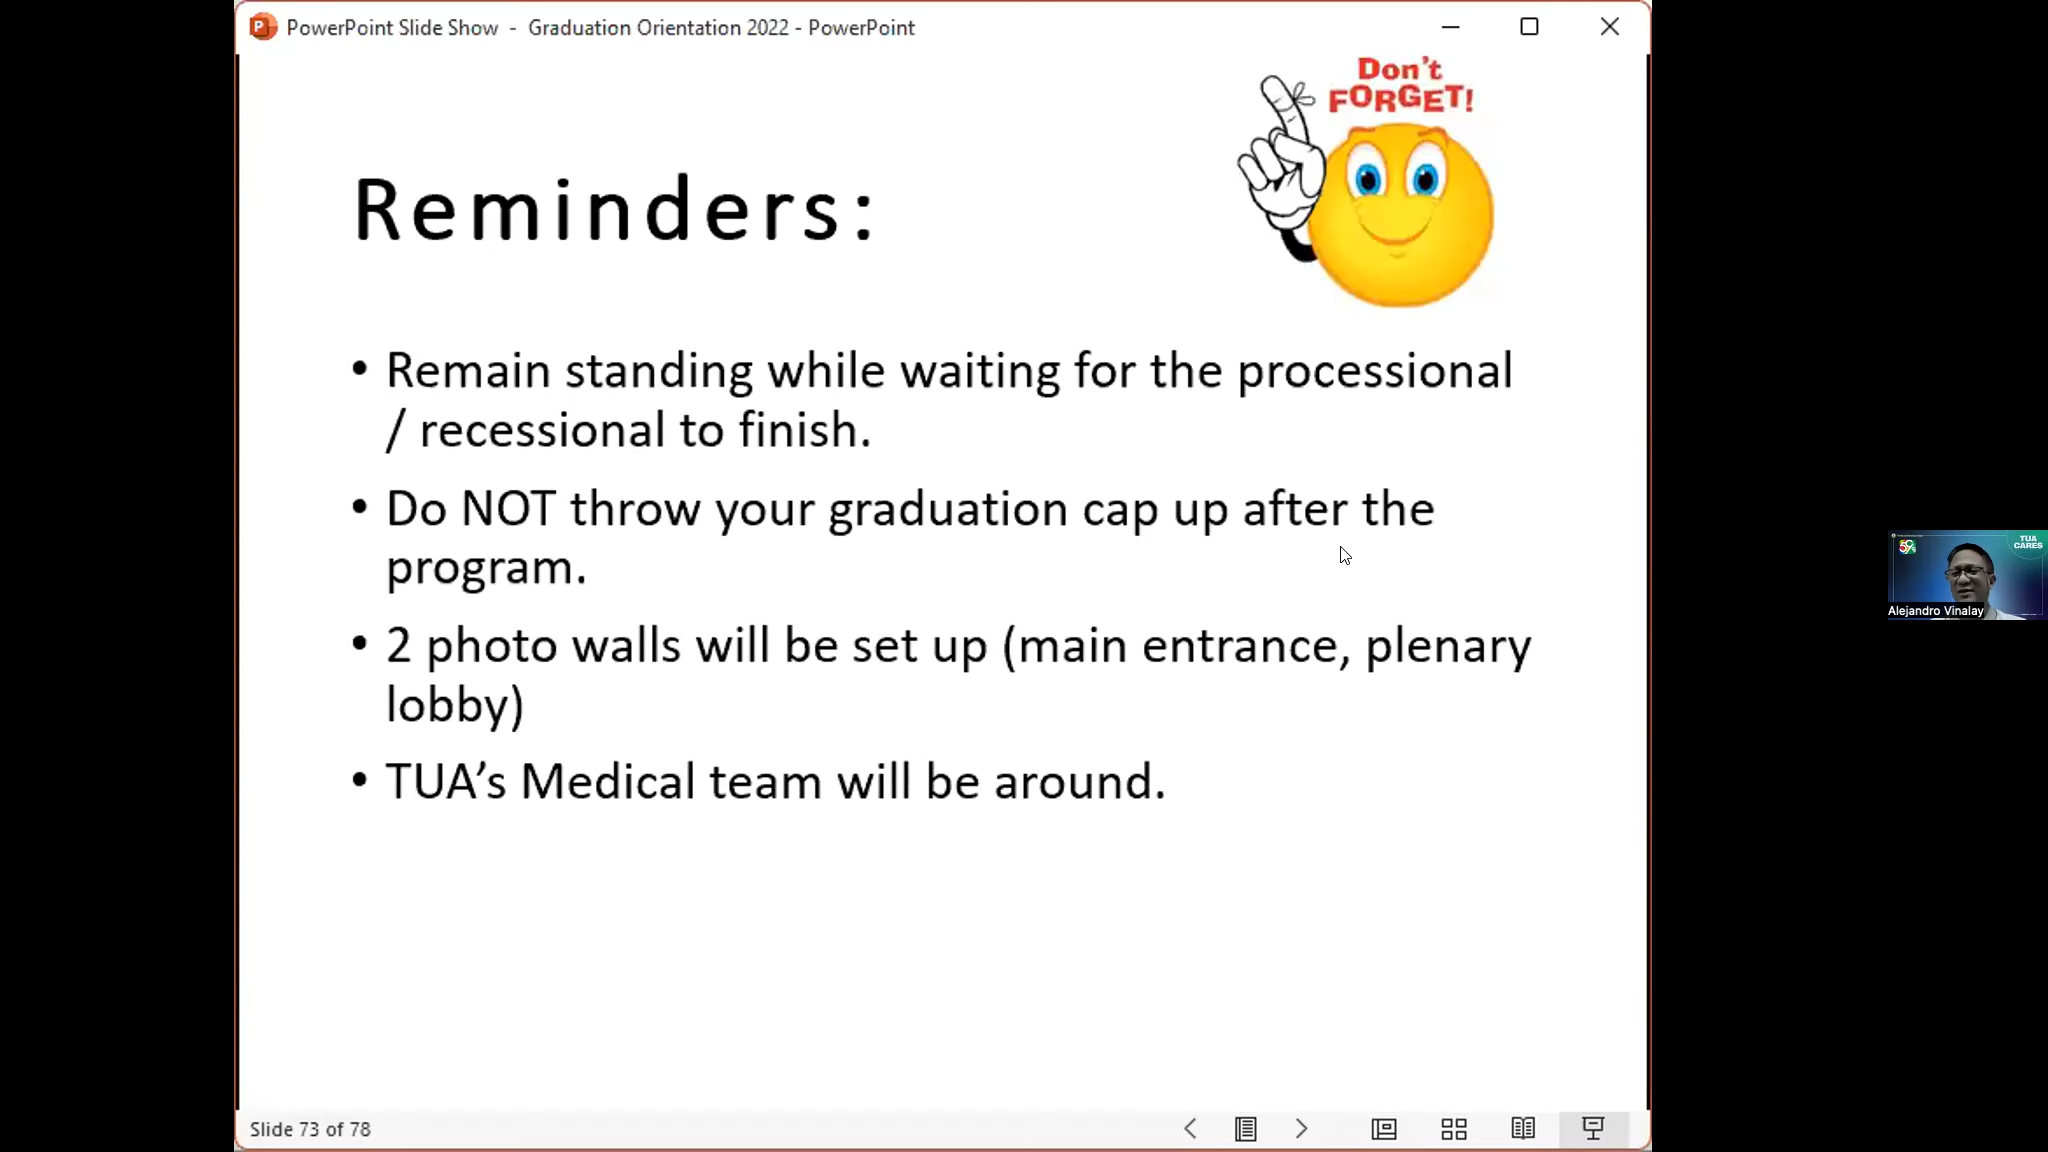 PowerPoint Slide Show - Graduation Orientation 2022 - PowerPoint
Don't
FORGET!
Reminders:
• Remain standing while waiting for the processional
/ recessional to finish.
• Do NOT throw your graduation cap up after the
program.
• 2 photo walls will be set up (main entrance, plenary
lobby)
• TUA's Medical team will be around.
TUA
CARES
Alejandro Vinalay
Slide 73 of 78